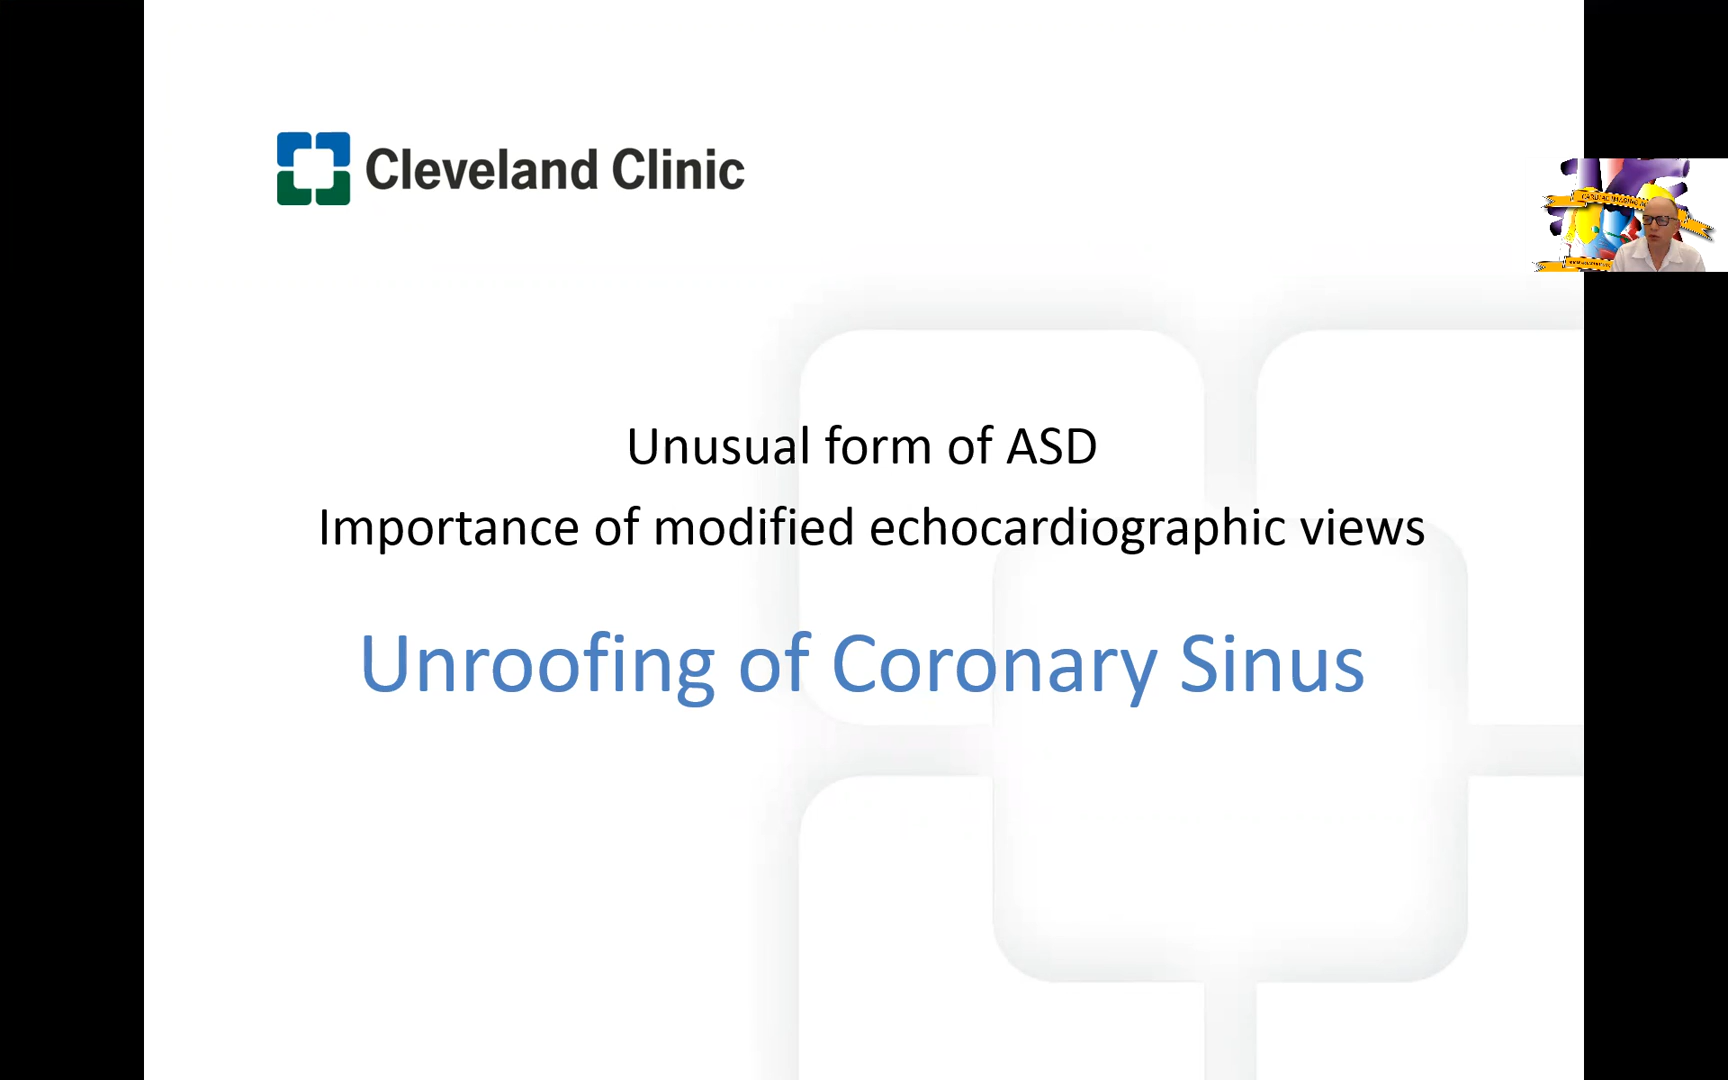 Cleveland Clinic
Unusual form of ASD
Importance of modified echocardiographic views
Unroofing of Coronary Sinus